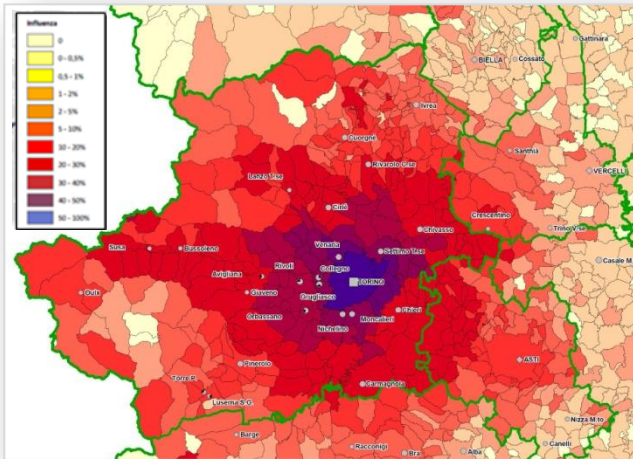 Influenza
0
0 - 0,5%
0,5 - 1%
1 - 2%
2 - 5%
5 - 10%
10 - 20%
20 - 30%
30 - 40%
40 - 50%
50 - 100%
Gattinara
BIELLA
Cossato
Ivrea
Cuorgnè
Santhià
Rivarolo C.se
VERCELLI
Lanzo T.se
Ciriè
Crescentino
Chivasso
Trino V.se
Susa
Bussoleno
Venaria
Settimo T.se
Casale M.
Avigliana
Rivoli
Collegno
Oulx
Giaveno
Grugliasco
TORINO
Orbassano
Chieri
Nichelino
Moncalieri
Pinerolo
ASTI
Torre P.
Carmagnola
Luserna S.G.
Nizza M.to
Barge
Racconigi
Canelli
Bra
Alba